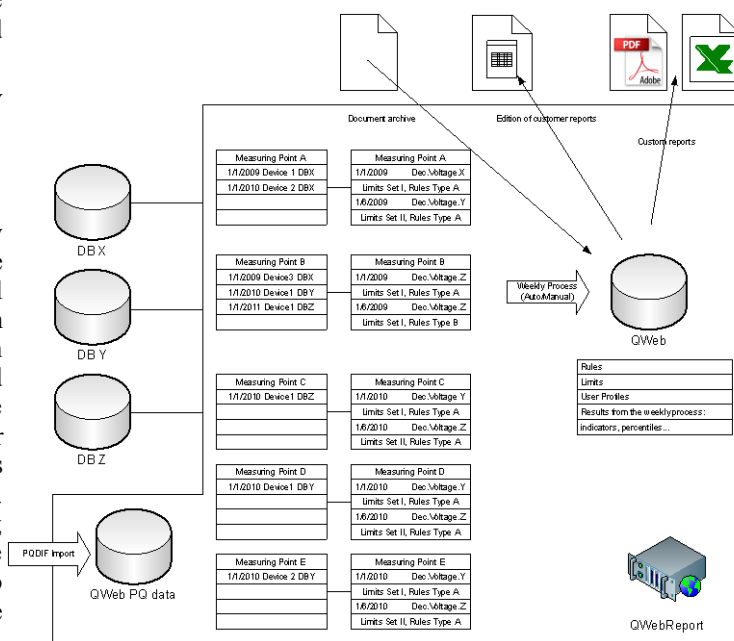 PDF
Adobe
Document archive
Edition of customer reports
Custom reports
DBX
DBY
DBZ
PQDIF Import
QWeb PQ data
Measuring Point A
1/1/2009 Device 1 DBX
1/1/2010 Device 2 DBX
Measuring Point A
1/1/2009 Dec.Voltage.X
Limits Set I, Rules Type A
1/6/2009 Dec.Voltage.Y
Limits Set II, Rules Type A
Measuring Point B
1/1/2009 Device3 DBX
1/1/2010 Device1 DBY
1/1/2011 Device1 DBZ
Measuring Point B
1/1/2009 Dec.Voltage.Z
Limits Set I, Rules Type A
1/6/2009 Dec.Voltage.Z
Limits Set I, Rules Type B
Measuring Point C
1/1/2010 Device1 DBZ
Measuring Point C
1/1/2010 Dec.Voltage Y
Limits Set I, Rules Type A
1/6/2010 Dec.Voltage.Z
Limits Set II, Rules Type A
Measuring Point D
1/1/2010 Device1 DBY
Measuring Point D
1/1/2010 Dec.Voltage.Y
Limits Set I, Rules Type A
1/6/2010 Dec.Voltage.Z
Limits Set II, Rules Type A
Measuring Point E
1/1/2010 Device 2 DBY
Measuring Point E
1/1/2010 Dec.Voltage.Y
Limits Set I, Rules Type A
1/6/2010 Dec.Voltage.Z
Limits Set II, Rules Type A
Weekly Process
(Auto/Manual)
QWeb
Rules
Limits
User Profiles
Results from the weekly process:
indicators, percentiles...
QWebReport